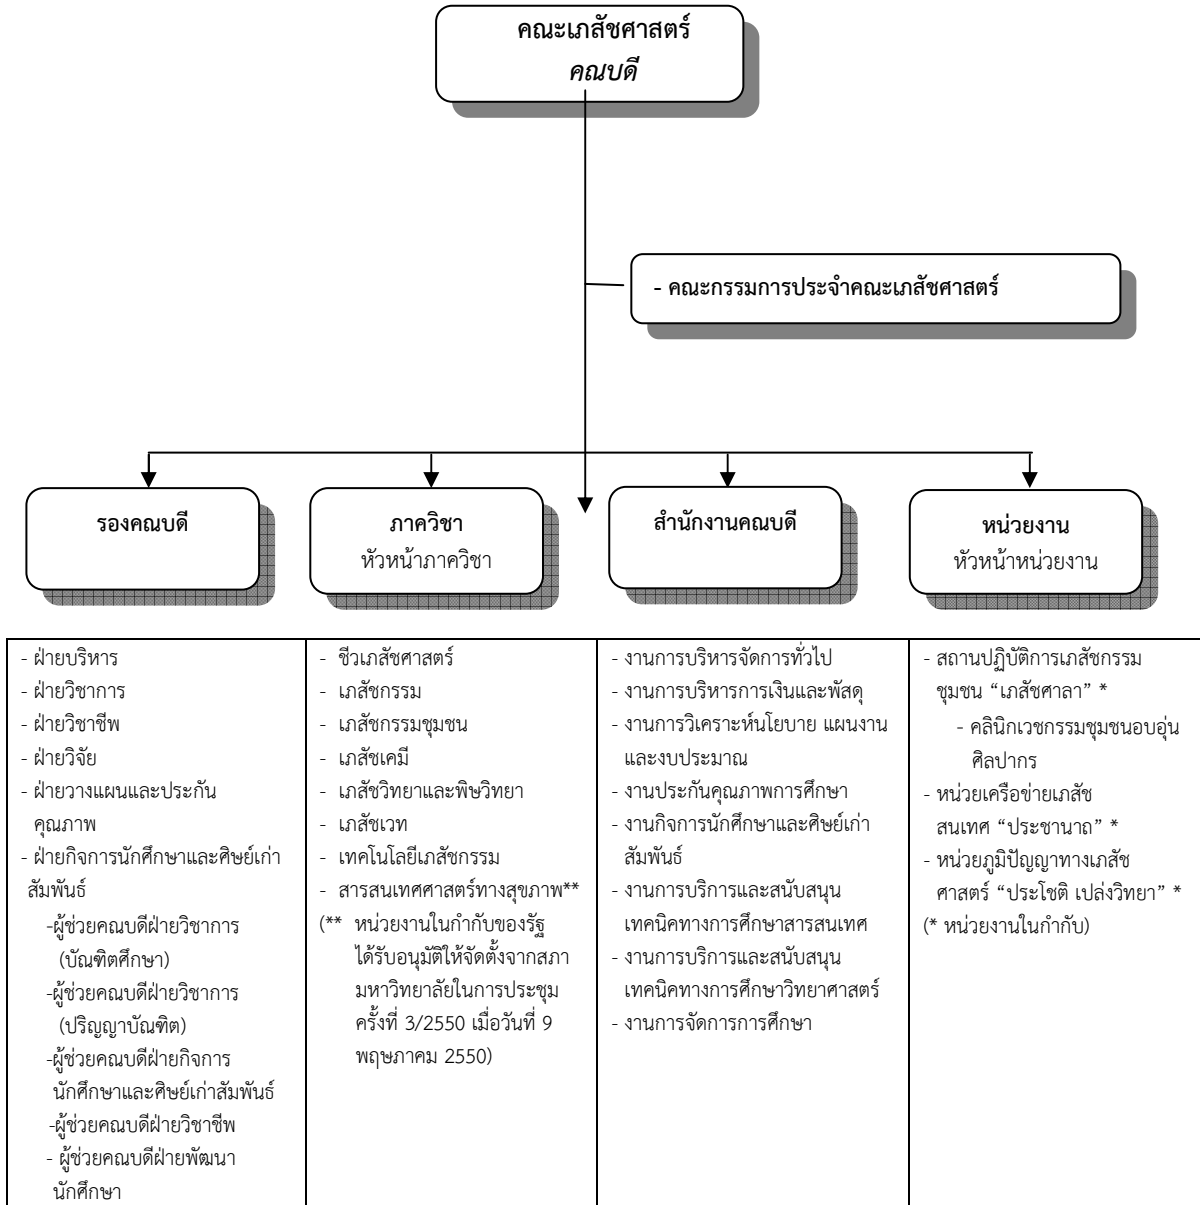 คณะเภสัชศาสตร์
คณบดี
- คณะกรรมการประจำคณะเภสัชศาสตร์
รองคณบดี
ภาควิชา
หัวหน้าภาควิชา
สำนักงานคณบดี
หน่วยงาน
หัวหน้าหน่วยงาน
- ฝ่ายบริหาร
- ฝ่ายวิชาการ
- ฝ่ายวิชาชีพ
- ฝ่ายวิจัย
- ฝ่ายวางแผนและประกัน
คุณภาพ
- ฝ่ายกิจการนักศึกษาและศิษย์เก่า
สัมพันธ์
-ผู้ช่วยคณบดีฝ่ายวิชาการ
(บัณฑิตศึกษา)
-ผู้ช่วยคณบดีฝ่ายวิชาการ
(ปริญญาบัณฑิต)
-ผู้ช่วยคณบดีฝ่ายกิจการ
นักศึกษาและศิษย์เก่าสัมพันธ์
-ผู้ช่วยคณบดีฝ่ายวิชาชีพ
- ผู้ช่วยคณบดีฝ่ายพัฒนา
นักศึกษา
- ชีวเภสัชศาสตร์
- เภสัชกรรม
- เภสัชกรรมชุมชน
- เภสัชเคมี
- เภสัชวิทยาและพิษวิทยา
- เภสัชเวท
- เทคโนโลยีเภสัชกรรม
- สารสนเทศศาสตร์ทางสุขภาพ**
(** หน่วยงานในกำกับของรัฐ
ได้รับอนุมัติให้จัดตั้งจากสภา
มหาวิทยาลัยในการประชุม
ครั้งที่ 3/2550 เมื่อวันที่ 9
พฤษภาคม 2550)
- งานการบริหารจัดการทั่วไป
- งานการบริหารการเงินและพัสดุ
- งานการวิเคราะห์นโยบาย แผนงาน
และงบประมาณ
- งานประกันคุณภาพการศึกษา
- งานกิจการนักศึกษาและศิษย์เก่า
สัมพันธ์
- งานการบริการและสนับสนุน
เทคนิคทางการศึกษาสารสนเทศ
- งานการบริการและสนับสนุน
เทคนิคทางการศึกษาวิทยาศาสตร์
- งานการจัดการการศึกษา
- สถานปฏิบัติการเภสัชกรรม
ชุมชน “เภสัชศาลา” *
- คลินิกเวชกรรมชุมชนอบอุ่น
ศิลปากร
- หน่วยเครือข่ายเภสัช
สนเทศ “ประชานาถ” *
- หน่วยภูมิปัญญาทางเภสัช
ศาสตร์ “ประโชติ เปล่งวิทยา” *
(* หน่วยงานในกำกับ)